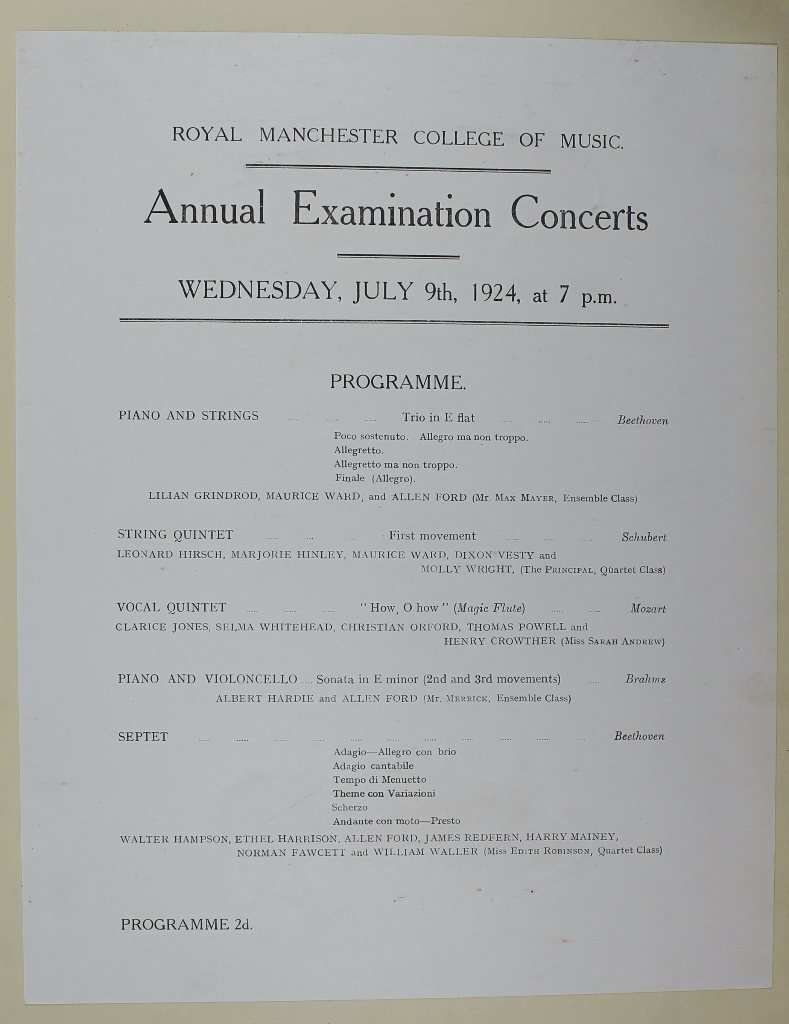 ROYAL MANCHESTER COLLEGE OF MUSIC.
Annual Examination Concerts
WEDNESDAY, JULY 9th, 1924, at 7 p.m.
PROGRAMME.
PIANO AND STRINGS ..... ..... ..... Trio in E flat ..... ..... ..... Beethoven
Poco sostenuto. Allegro ma non troppo.
Allegretto.
Allegretto ma non troppo.
Finale (Allegro).
LILIAN GRINDROD, MAURICE WARD, and ALLEN FORD (Mr. MAX MAYER, Ensemble Class)
STRING QUINTET ..... ..... ..... First movement ..... ..... ..... Schubert
LEONARD HIRSCH, MARJORIE HINLEY, MAURICE WARD, DIXON VESTY and
MOLLY WRIGHT, (The PRINCIPAL, Quartet Class)
VOCAL QUINTET ..... ..... ..... "How, O how" (Magic Flute) ..... ..... Mozart
CLARICE JONES, SELMA WHITEHEAD, CHRISTIAN ORFORD, THOMAS POWELL and
HENRY CROWTHER (Miss SARAH ANDREW)
PIANO AND VIOLONCELLO ..... Sonata in E minor (2nd and 3rd movements) ..... Brahms
ALBERT HARDIE and ALLEN FORD (Mr. MERRICK, Ensemble Class)
SEPTET ..... ..... ..... ..... ..... ..... ..... ..... ..... ..... ..... Beethoven
Adagio—Allegro con brio
Adagio cantabile
Tempo di Menuetto
Theme con Variazioni
Scherzo
Andante con moto—Presto
WALTER HAMPSON, ETHEL HARRISON, ALLEN FORD, JAMES REDFERN, HARRY MAINEY,
NORMAN FAWCETT and WILLIAM WALLER (Miss EDITH ROBINSON, Quartet Class)
PROGRAMME 2d.